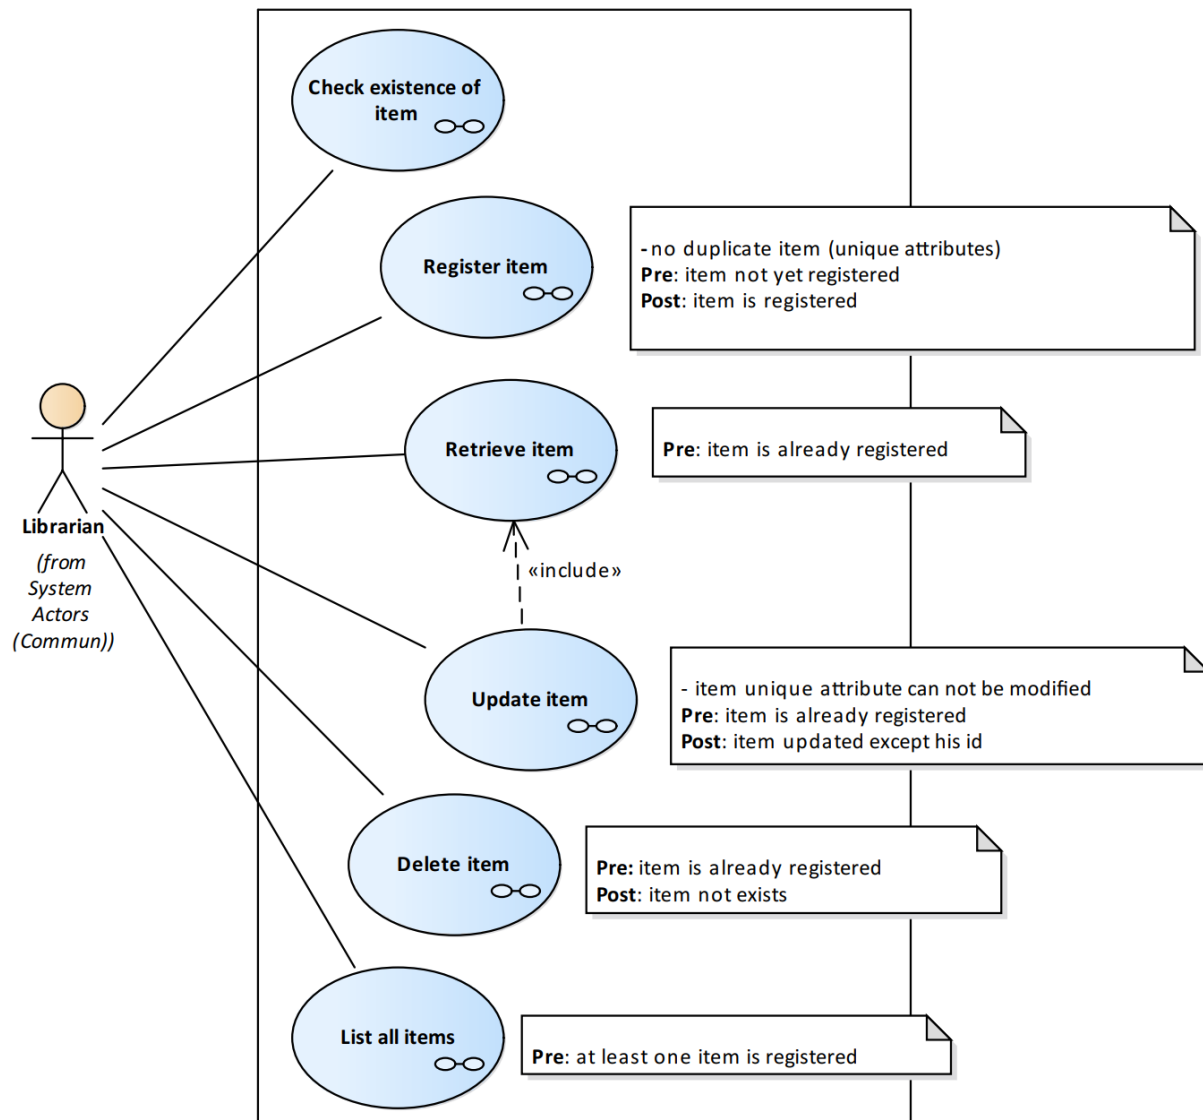 Check existence of
item
Register item
- no duplicate item (unique attributes)
Pre: item not yet registered
Post: item is registered
Retrieve item
Pre: item is already registered
Librarian
(from
System
Actors
(Commun))
«include»
Update item
- item unique attribute can not be modified
Pre: item is already registered
Post: item updated except his id
Delete item
Pre: item is already registered
Post: item not exists
List all items
Pre: at least one item is registered